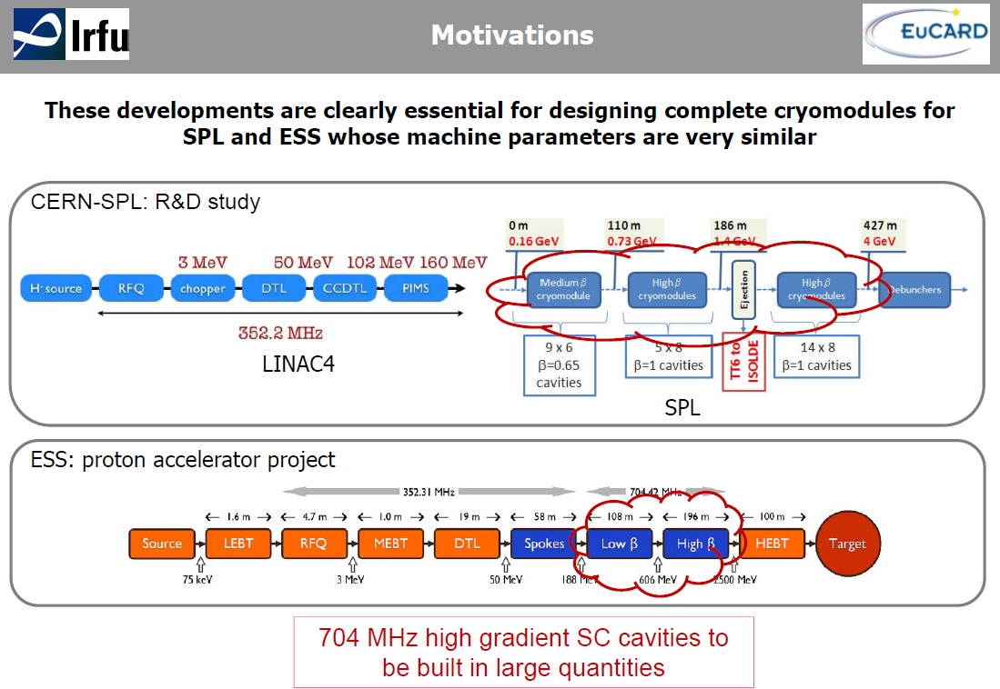 Irfu
Motivations
EUCARD
These developments are clearly essential for designing complete cryomodules for
SPL and ESS whose machine parameters are very similar
CERN-SPL: R&D study
0 m
0.16 GeV
110 m
0.73 GeV
186 m
1.4 GeV
427 m
4 GeV
3 MeV
50 MeV
102 MeV
160 MeV
H⁻ source
RFQ
chopper
DTL
CCDTL
PIMS
Medium β
cryomodule
High β
cryomodules
Ejection
High β
cryomodules
Debunchers
352.2 MHz
LINAC4
9 x 6
β=0.65
cavities
5 x 8
β=1 cavities
TT6 to
ISOLDE
14 x 8
β=1 cavities
SPL
ESS: proton accelerator project
352.31 MHz
704.42 MHz
1.6 m
4.7 m
1.0 m
19 m
58 m
108 m
196 m
100 m
Source
LEBT
RFQ
MEBT
DTL
Spokes
Low β
High β
HEBT
Target
75 keV
3 MeV
50 MeV
188 MeV
606 MeV
2500 MeV
704 MHz high gradient SC cavities to
be built in large quantities